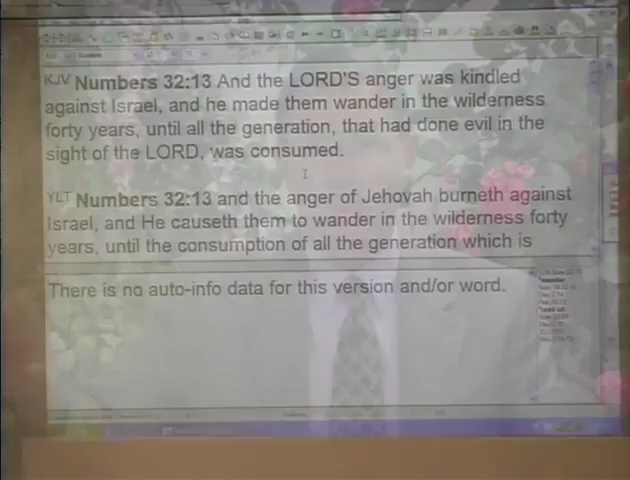 KJV Numbers 32:13 And the LORD'S anger was kindled
against Israel, and he made them wander in the wilderness
forty years, until all the generation, that had done evil in the
sight of the LORD, was consumed.
YLT Numbers 32:13 and the anger of Jehovah burneth against
Israel, and He causeth them to wander in the wilderness forty
years, until the consumption of all the generation which is
There is no auto-info data for this version and/or word.